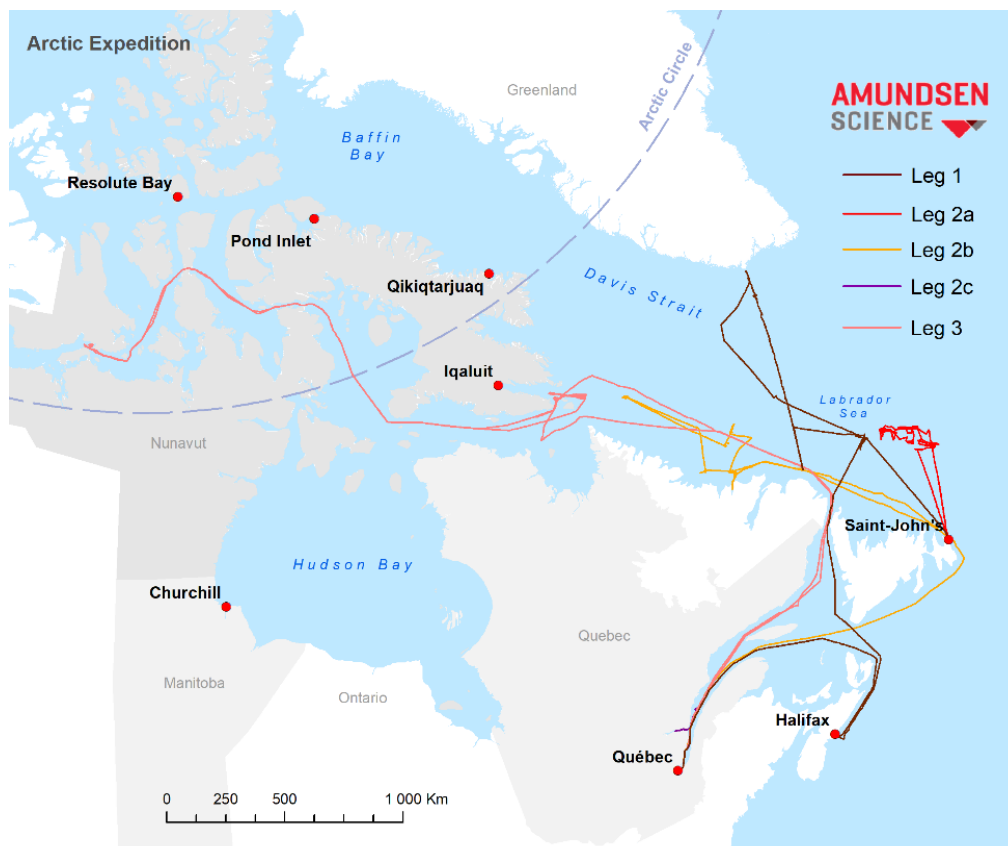 Arctic Expedition
Greenland
Arctic Circle
AMUNDSEN
SCIENCE
Baffin
Bay
Resolute Bay
Leg 1
Leg 2a
Pond Inlet
Leg 2b
Qikiqtarjuaq
Davis Strait
Leg 2c
Leg 3
Iqaluit
Labrador
Sea
Nunavut
Saint-John's
Hudson Bay
Churchill
Quebec
Manitoba
Ontario
Halifax
Québec
0 250 500 1 000 Km